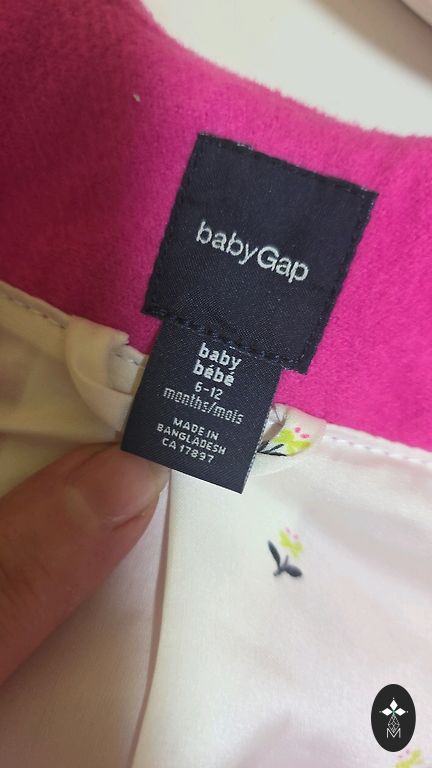 babyGap
baby
bébé
6-12
months/mois
MADE IN
BANGLADESH
CA 17897
M